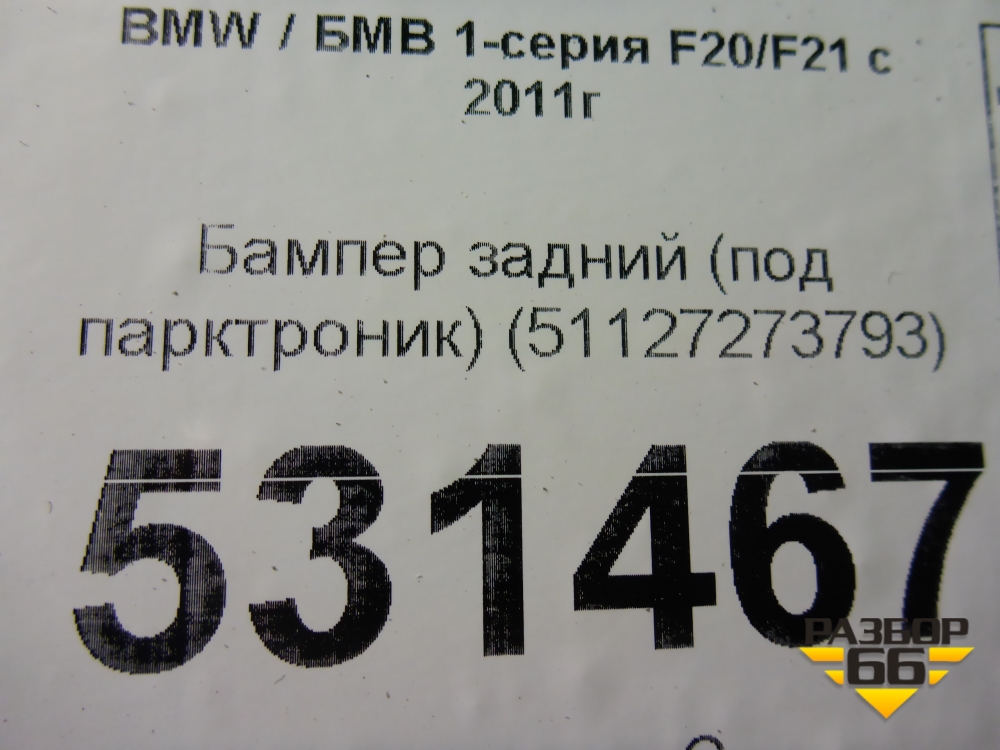 BMW / БМВ 1-серия F20/F21 с
2011г
Бампер задний (под
парктроник) (51127273793)
531467
РАЗБОР
66